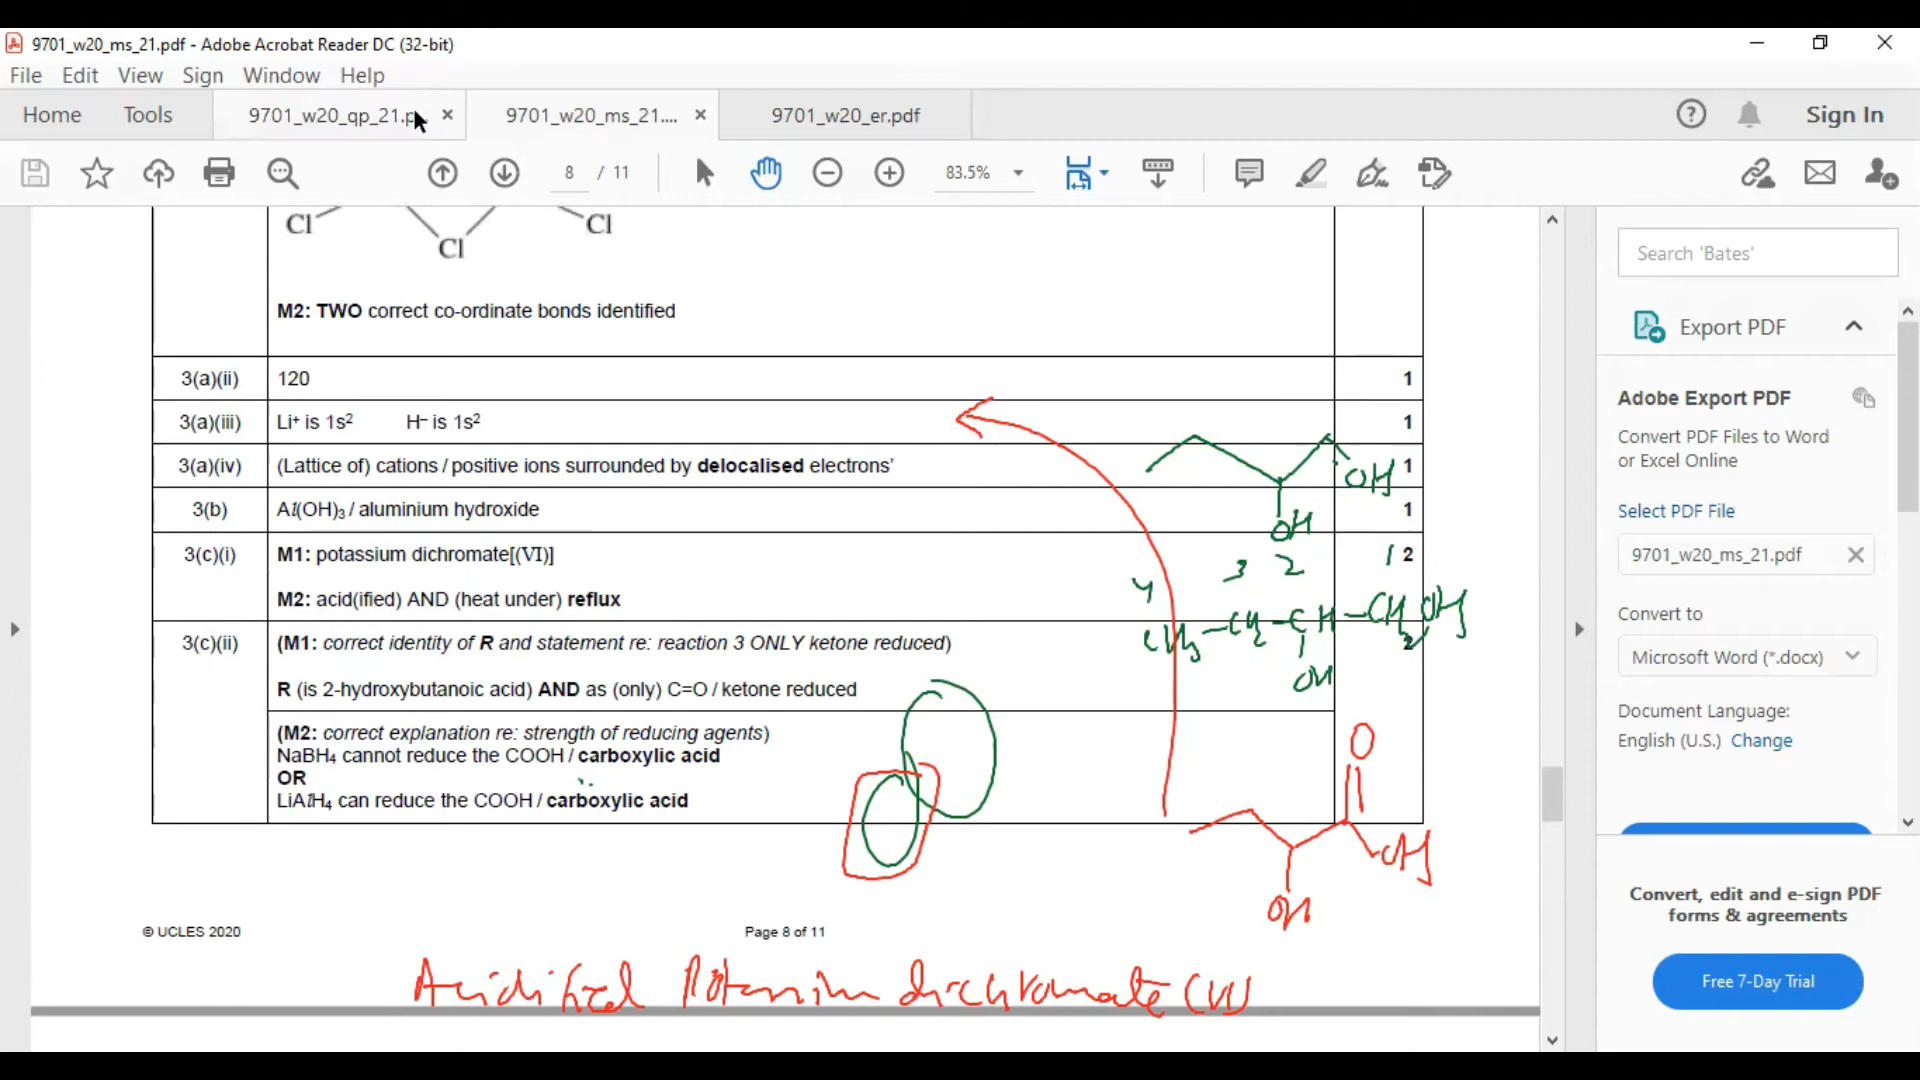 9701_w20_ms_21.pdf - Adobe Acrobat Reader DC (32-bit)
File Edit View Sign Window Help
Home Tools 9701_w20_qp_21.p 9701_w20_ms_21.... 9701_w20_er.pdf Sign In
8 / 11 83.5%
Cl Cl
Cl
M2: TWO correct co-ordinate bonds identified
3(a)(ii) 120 1
3(a)(iii) Li⁺ is 1s² H⁻ is 1s² 1
3(a)(iv) (Lattice of) cations / positive ions surrounded by delocalised electrons’ 1
OH
3(b) Al(OH)₃ / aluminium hydroxide 1
OH
3(c)(i) M1: potassium dichromate[(VI)] 2
4 3 2 1
M2: acid(ified) AND (heat under) reflux
CH₃-CH₂-CH-CH₂OH
OH
3(c)(ii) (M1: correct identity of R and statement re: reaction 3 ONLY ketone reduced) 2
R (is 2-hydroxybutanoic acid) AND as (only) C=O / ketone reduced
(M2: correct explanation re: strength of reducing agents)
NaBH₄ cannot reduce the COOH / carboxylic acid
OR
LiAlH₄ can reduce the COOH / carboxylic acid
O
OH
OH
© UCLES 2020 Page 8 of 11
Acidified Potassium dichromate (VI)
Search 'Bates'
Export PDF
Adobe Export PDF
Convert PDF Files to Word
or Excel Online
Select PDF File
9701_w20_ms_21.pdf
Convert to
Microsoft Word (*.docx)
Document Language:
English (U.S.) Change
Convert, edit and e-sign PDF
forms & agreements
Free 7-Day Trial